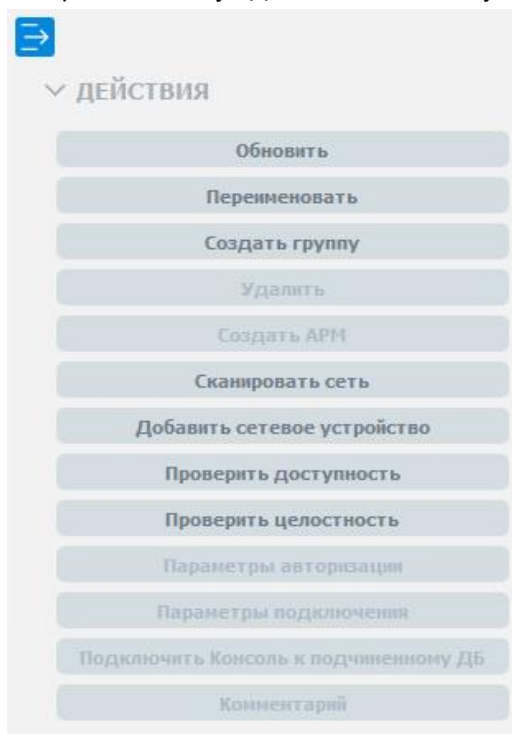 ДЕЙСТВИЯ
Обновить
Переименовать
Создать группу
Удалить
Создать АРМ
Сканировать сеть
Добавить сетевое устройство
Проверить доступность
Проверить целостность
Параметры авторизации
Параметры подключения
Подключить Консоль к подчиненному ДБ
Комментарий